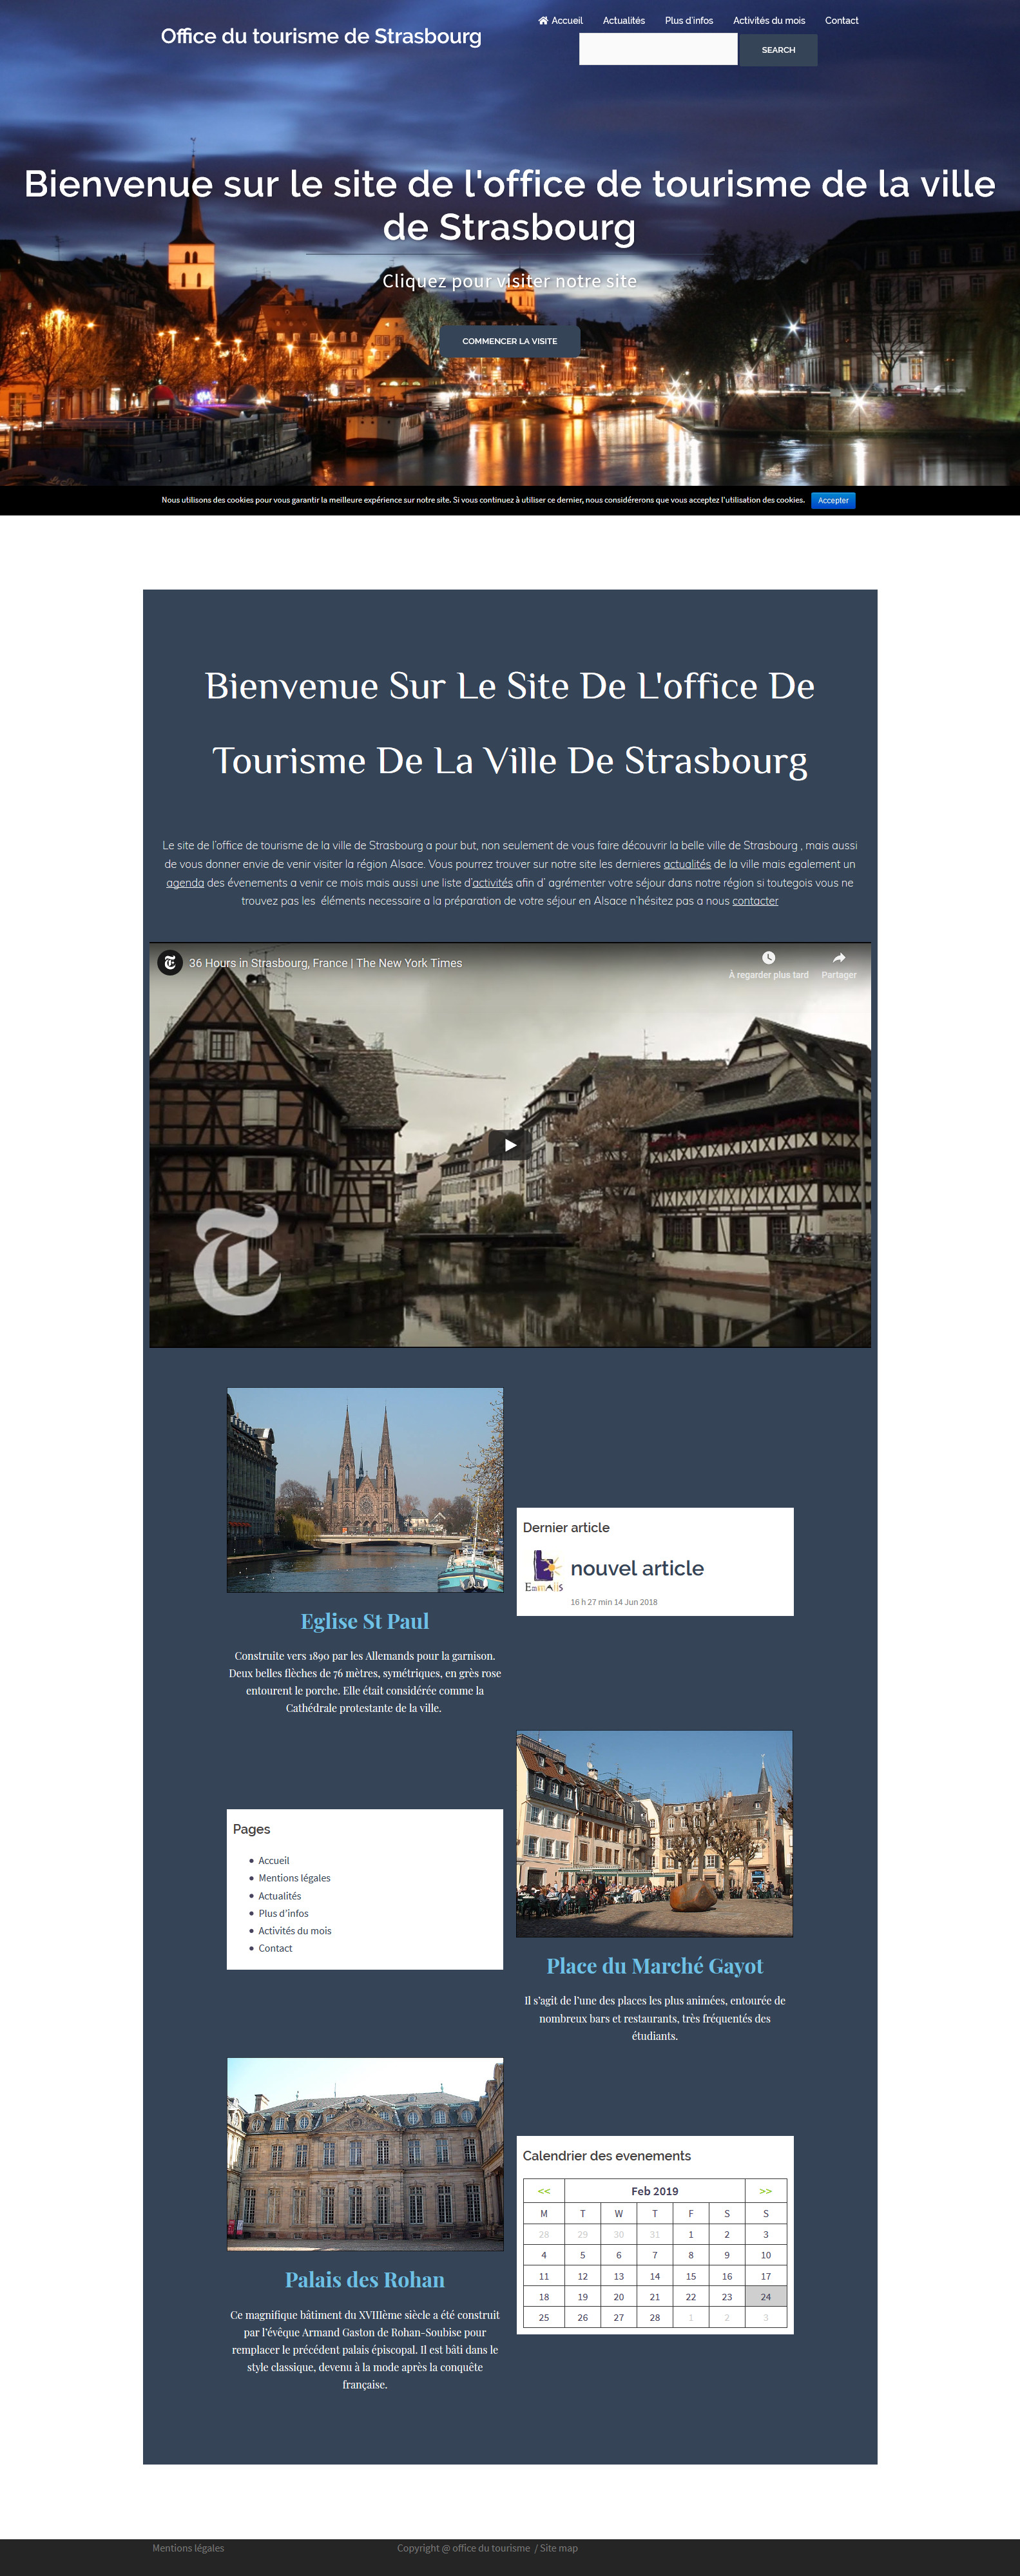 Office du tourisme de Strasbourg
Accueil Actualités Plus d'infos Activités du mois Contact
SEARCH
Bienvenue sur le site de l'office de tourisme de la ville
de Strasbourg
Cliquez pour visiter notre site
COMMENCER LA VISITE
Nous utilisons des cookies pour vous garantir la meilleure expérience sur notre site. Si vous continuez à utiliser ce dernier, nous considérerons que vous acceptez l'utilisation des cookies. Accepter
Bienvenue Sur Le Site De L'office De
Tourisme De La Ville De Strasbourg
Le site de l'office de tourisme de la ville de Strasbourg a pour but, non seulement de vous faire découvrir la belle ville de Strasbourg , mais aussi
de vous donner envie de venir visiter la région Alsace. Vous pourrez trouver sur notre site les dernieres actualités de la ville mais egalement un
agenda des évenements a venir ce mois mais aussi une liste d'activités afin d' agrémenter votre séjour dans notre région si toutegois vous ne
trouvez pas les éléments necessaire a la préparation de votre séjour en Alsace n'hésitez pas a nous contacter
36 Hours in Strasbourg, France | The New York Times
À regarder plus tard Partager
Eglise St Paul
Construite vers 1890 par les Allemands pour la garnison.
Deux belles flèches de 76 mètres, symétriques, en grès rose
entourent le porche. Elle était considérée comme la
Cathédrale protestante de la ville.
Dernier article
nouvel article
16 h 27 min 14 Jun 2018
Pages
Accueil
Mentions légales
Actualités
Plus d'infos
Activités du mois
Contact
Place du Marché Gayot
Il s'agit de l'une des places les plus animées, entourée de
nombreux bars et restaurants, très fréquentés des
étudiants.
Palais des Rohan
Ce magnifique bâtiment du XVIIIème siècle a été construit
par l'évêque Armand Gaston de Rohan-Soubise pour
remplacer le précédent palais épiscopal. Il est bâti dans le
style classique, devenu à la mode après la conquête
française.
Calendrier des evenements
<< Feb 2019 >>
M T W T F S S
28 29 30 31 1 2 3
4 5 6 7 8 9 10
11 12 13 14 15 16 17
18 19 20 21 22 23 24
25 26 27 28 1 2 3
Mentions légales Copyright @ office du tourisme / Site map